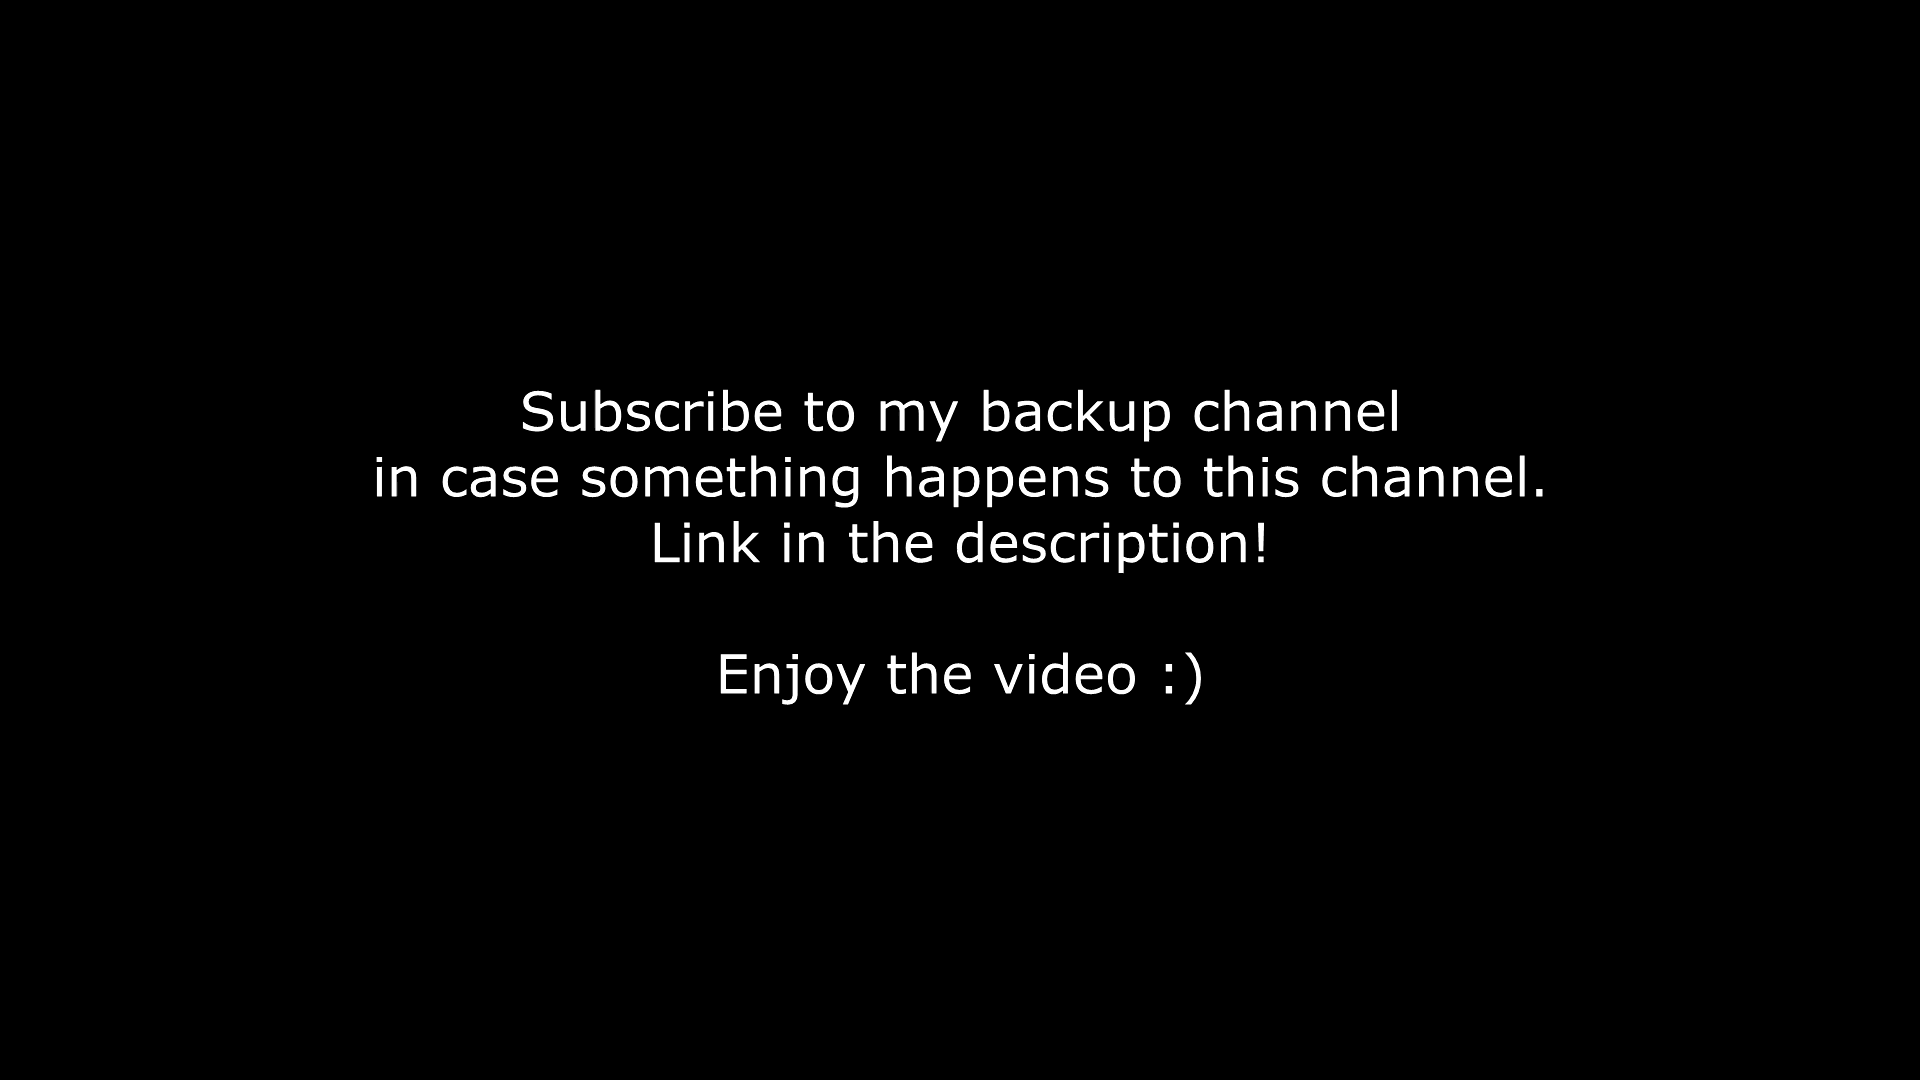 Subscribe to my backup channel
in case something happens to this channel.
Link in the description!
Enjoy the video :)